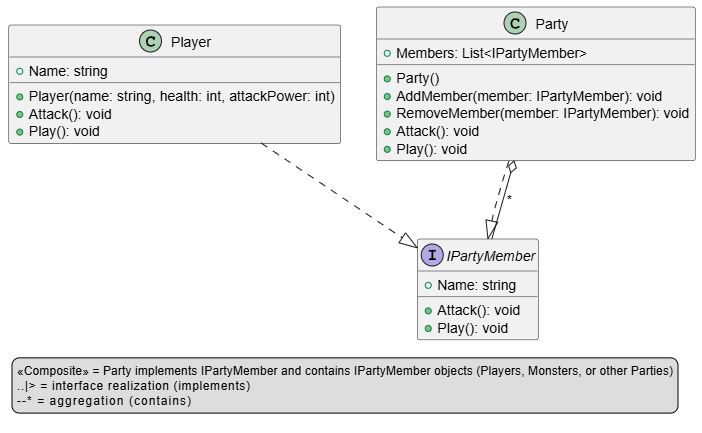 C Player
Name: string
Player(name: string, health: int, attackPower: int)
Attack(): void
Play(): void
C Party
Members: List<IPartyMember>
Party()
AddMember(member: IPartyMember): void
RemoveMember(member: IPartyMember): void
Attack(): void
Play(): void
*
I IPartyMember
Name: string
Attack(): void
Play(): void
«Composite» = Party implements IPartyMember and contains IPartyMember objects (Players, Monsters, or other Parties)
..|> = interface realization (implements)
--* = aggregation (contains)